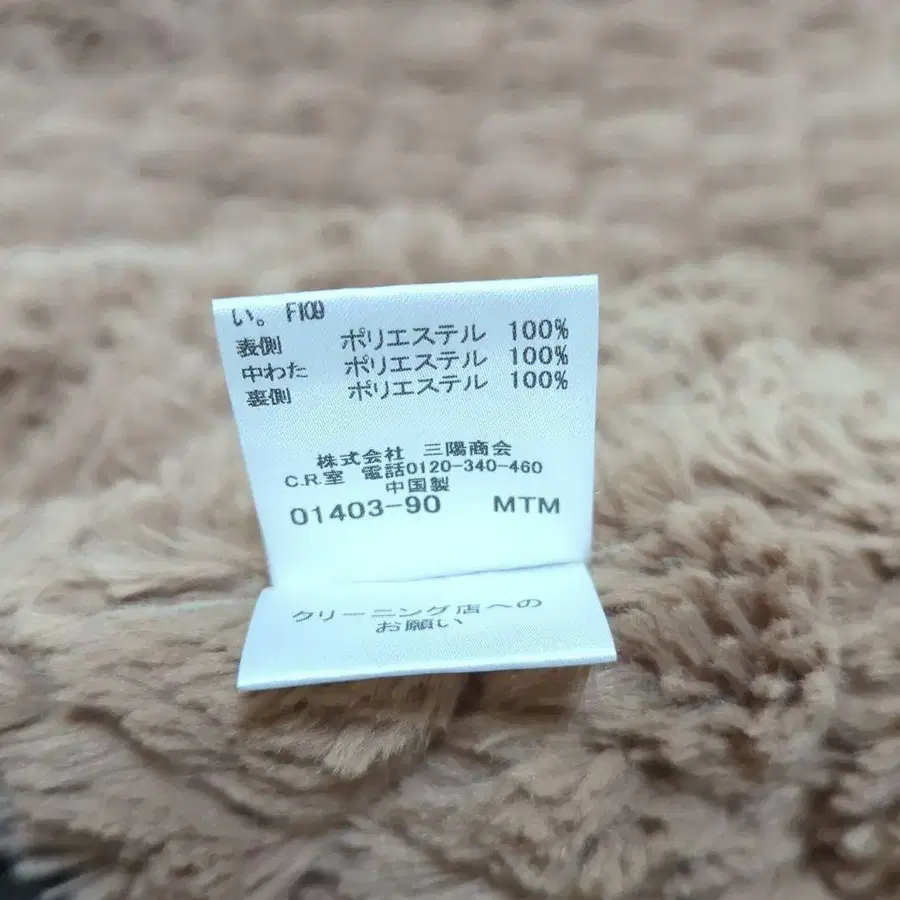 い。 F109
表側 ポリエステル 100%
中わた ポリエステル 100%
裏側 ポリエステル 100%
株式会社 三陽商会
C.R.室 電話0120-340-460
中国製
01403-90 MTM
クリーニング店への
お願い